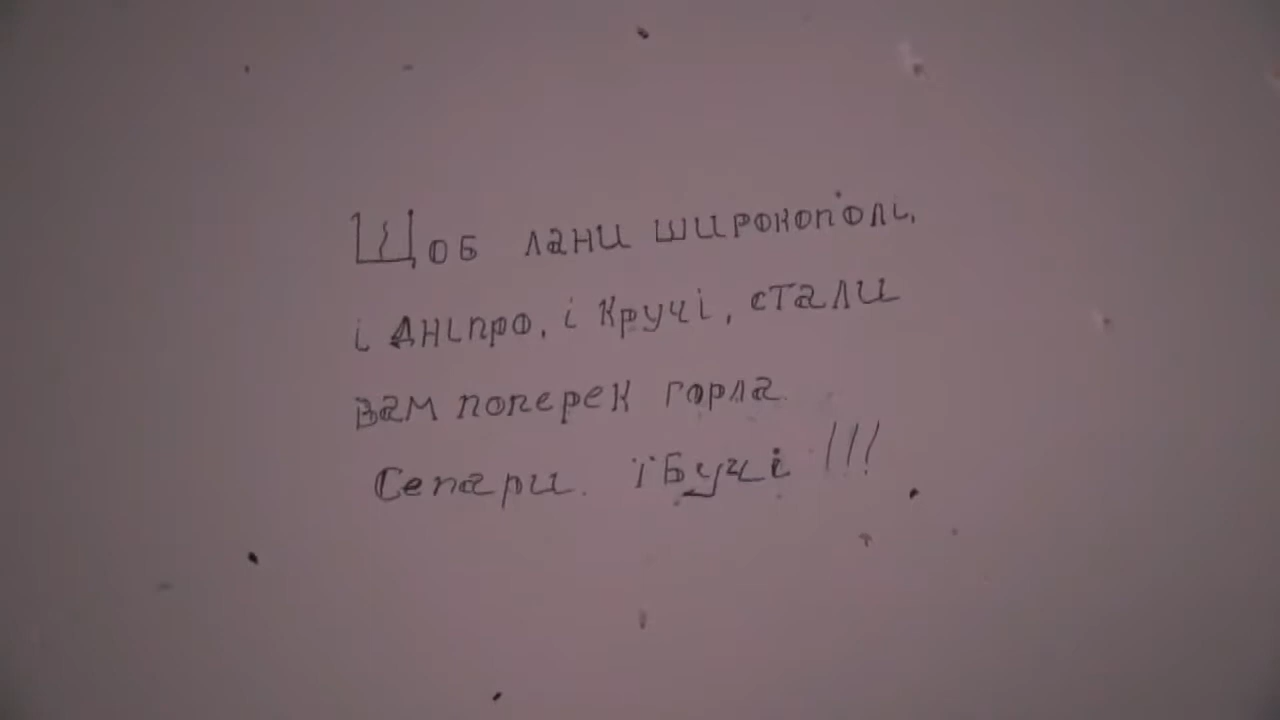 Щоб лани широкополі,
і Дніпро, і Кручі, стали
вам поперек горла
Сепари. їбучі !!!